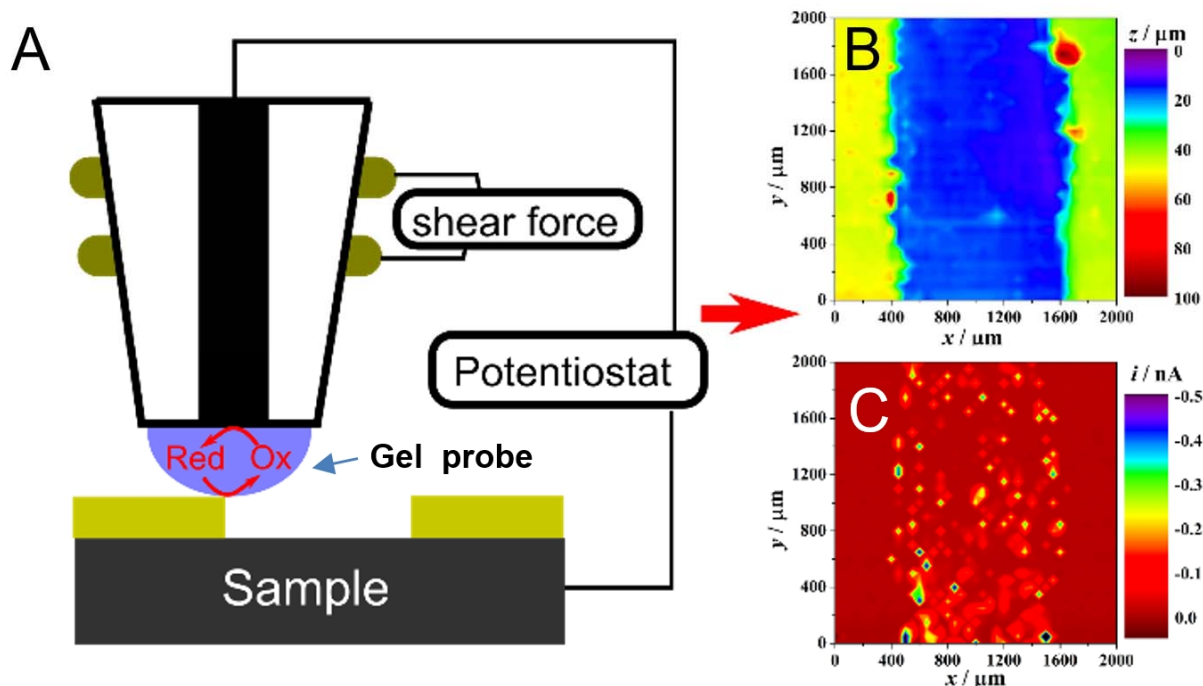 A
shear force
Potentiostat
Red Ox
Gel probe
Sample
B
z / μm
0
20
40
60
80
100
2000
1600
1200
800
400
0
y / μm
0 400 800 1200 1600 2000
x / μm
C
i / nA
-0.5
-0.4
-0.3
-0.2
-0.1
0.0
2000
1600
1200
800
400
0
y / μm
0 400 800 1200 1600 2000
x / μm